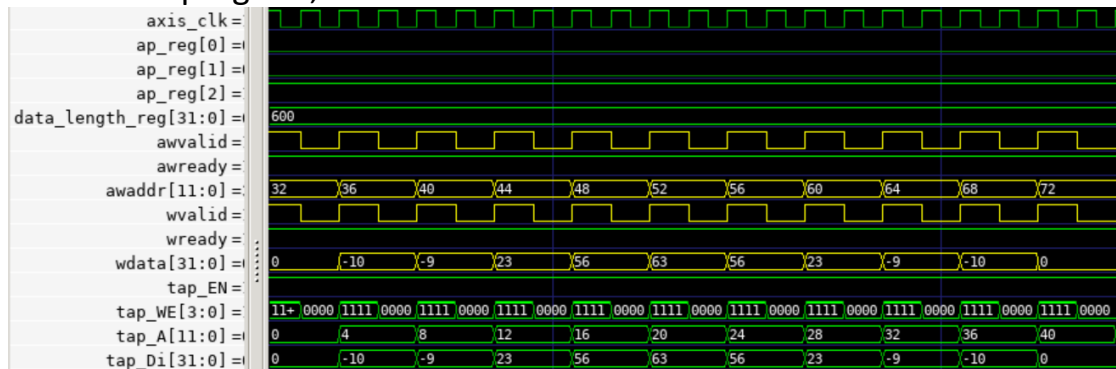 axis_clk=
ap_reg[0] =
ap_reg[1] =
ap_reg[2] =
data_length_reg[31:0] = 600
awvalid =
awready =
awaddr[11:0] = 32 36 40 44 48 52 56 60 64 68 72
wvalid =
wready =
wdata[31:0] = 0 -10 -9 23 56 63 56 23 -9 -10 0
tap_EN =
tap_WE[3:0] = 11+ 0000 1111 0000 1111 0000 1111 0000 1111 0000 1111 0000 1111 0000 1111 0000 1111 0000 1111 0000 1111 0000
tap_A[11:0] = 0 4 8 12 16 20 24 28 32 36 40
tap_Di[31:0] = 0 -10 -9 23 56 63 56 23 -9 -10 0